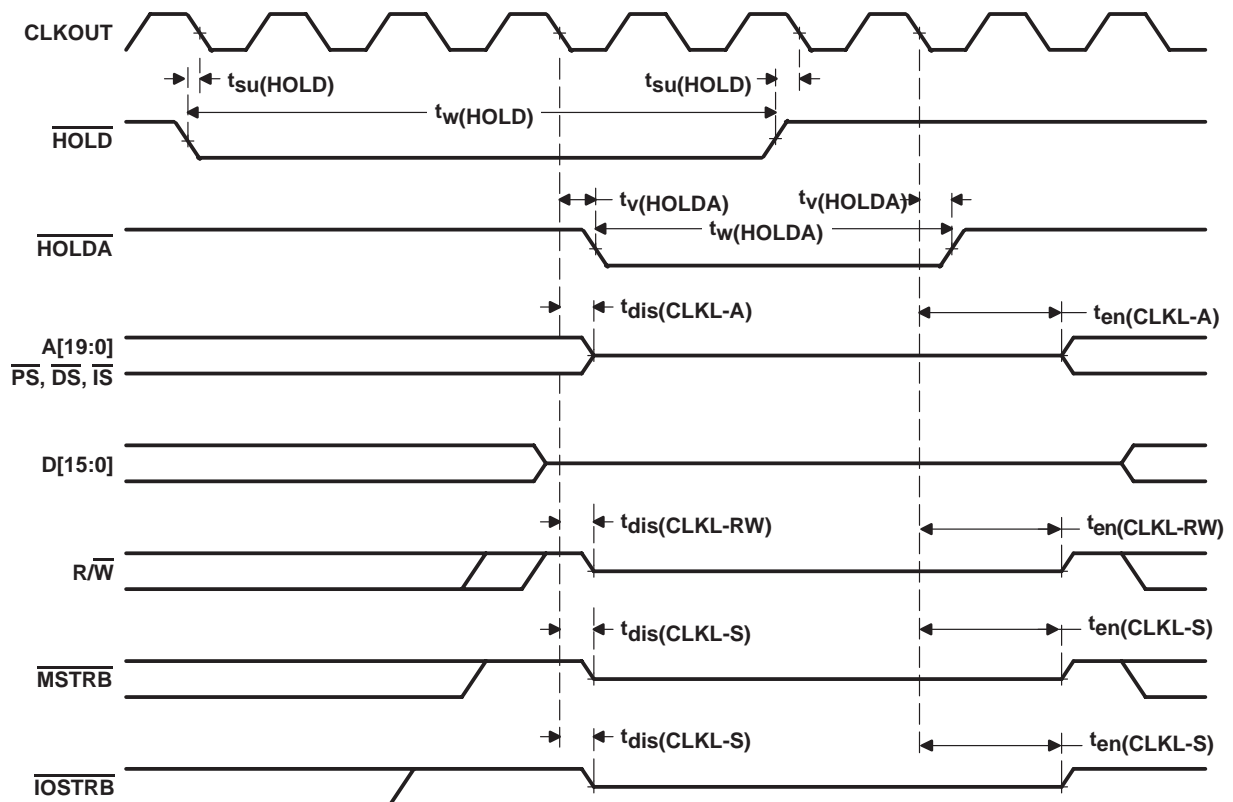 CLKOUT
tsu(HOLD) tsu(HOLD)
tw(HOLD)
HOLD
tv(HOLDA) tv(HOLDA)
tw(HOLDA)
HOLDA
tdis(CLKL-A) ten(CLKL-A)
A[19:0]
PS, DS, IS
D[15:0]
tdis(CLKL-RW) ten(CLKL-RW)
R/W
tdis(CLKL-S) ten(CLKL-S)
MSTRB
tdis(CLKL-S) ten(CLKL-S)
IOSTRB